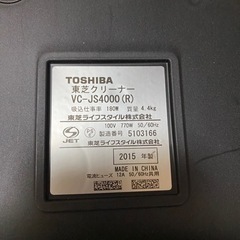 TOSHIBA
東芝クリーナー
VC-JS4000(R)
吸込仕事率 180W 質量 4.4kg
東芝ライフスタイル株式会社
JET
100V 770W 50/60Hz
製造番号 5103166
東芝ライフスタイル株式会社
2015 年製
MADE IN CHINA
電源ヒューズ 12A 50/60Hz共用